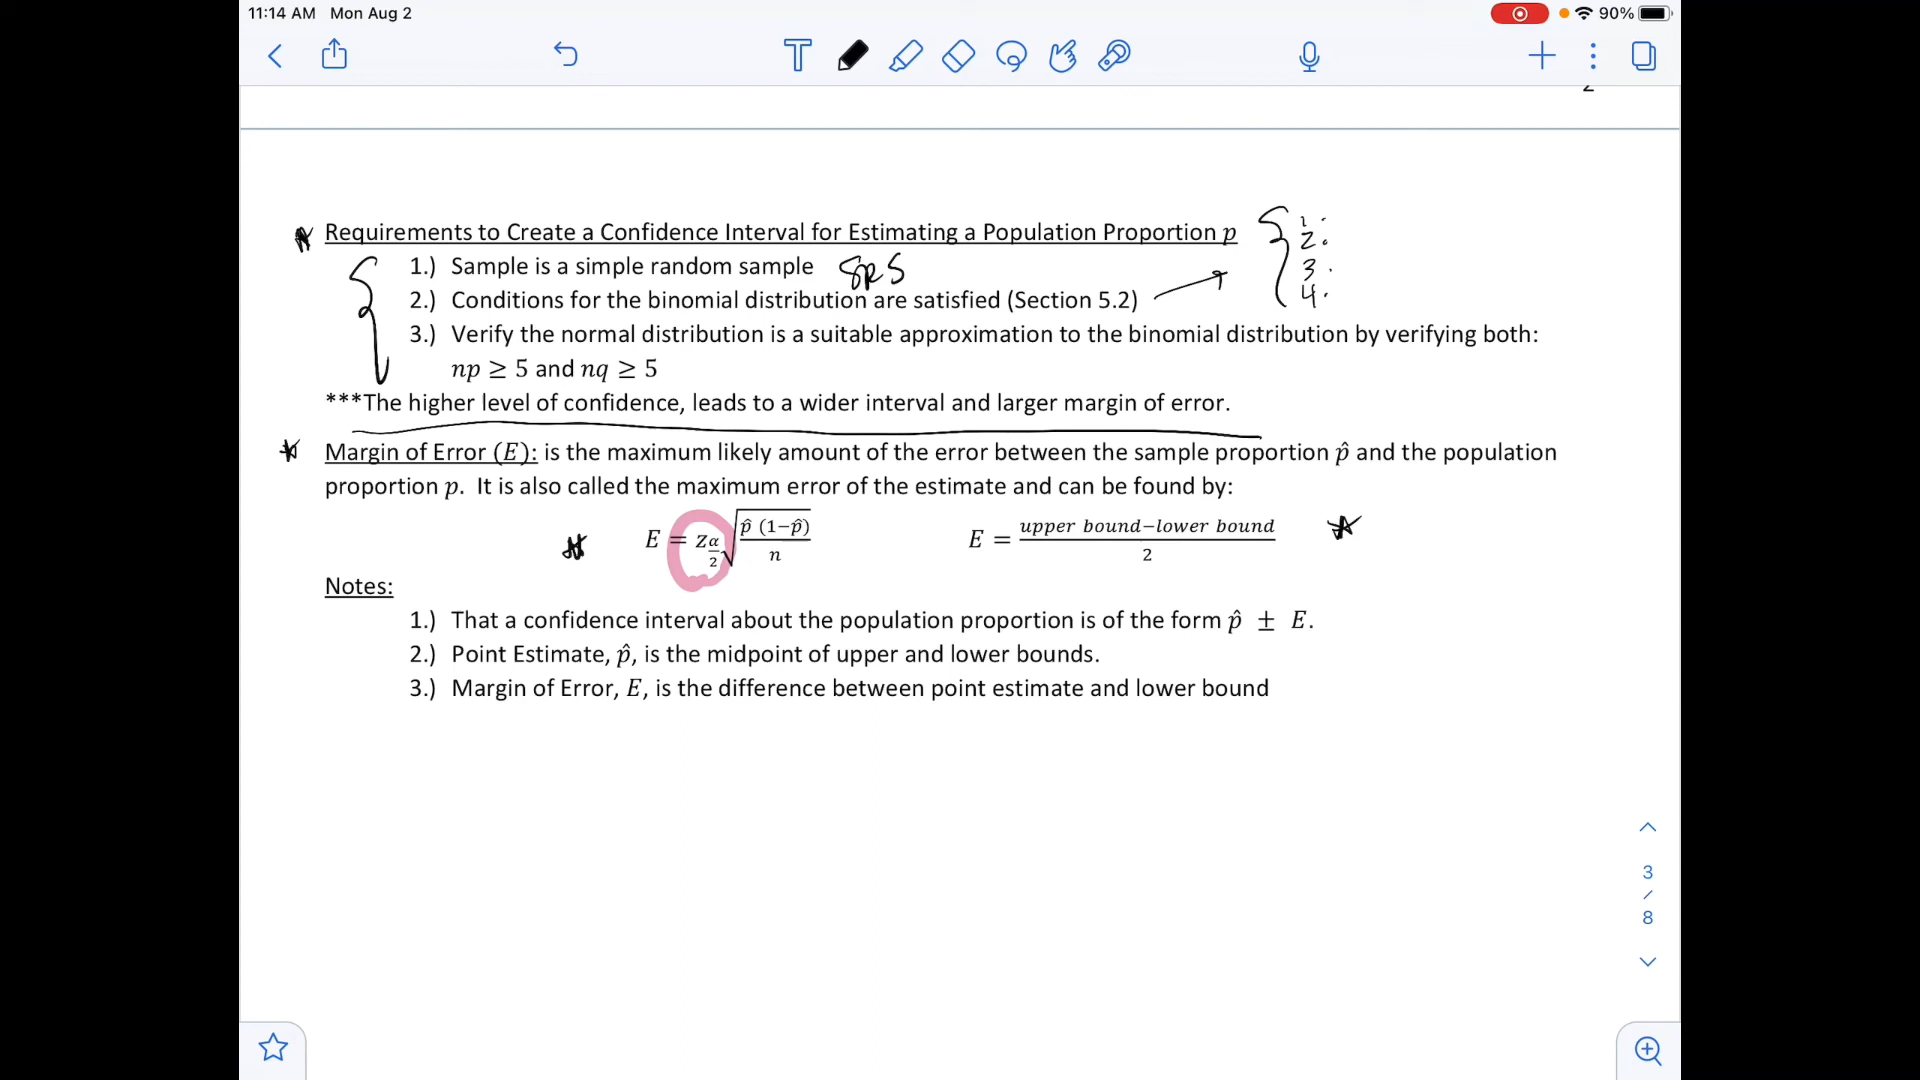 11:14 AM Mon Aug 2
90%
Requirements to Create a Confidence Interval for Estimating a Population Proportion p
1.) Sample is a simple random sample SRS
2.) Conditions for the binomial distribution are satisfied (Section 5.2)
1.
2.
3.
4.
3.) Verify the normal distribution is a suitable approximation to the binomial distribution by verifying both:
np ≥ 5 and nq ≥ 5
***The higher level of confidence, leads to a wider interval and larger margin of error.
Margin of Error (E): is the maximum likely amount of the error between the sample proportion p̂ and the population
proportion p. It is also called the maximum error of the estimate and can be found by:
E = z_{α/2} √(p̂ (1−p̂)/n) E = (upper bound−lower bound)/2
Notes:
1.) That a confidence interval about the population proportion is of the form p̂ ± E.
2.) Point Estimate, p̂, is the midpoint of upper and lower bounds.
3.) Margin of Error, E, is the difference between point estimate and lower bound
3
/
8